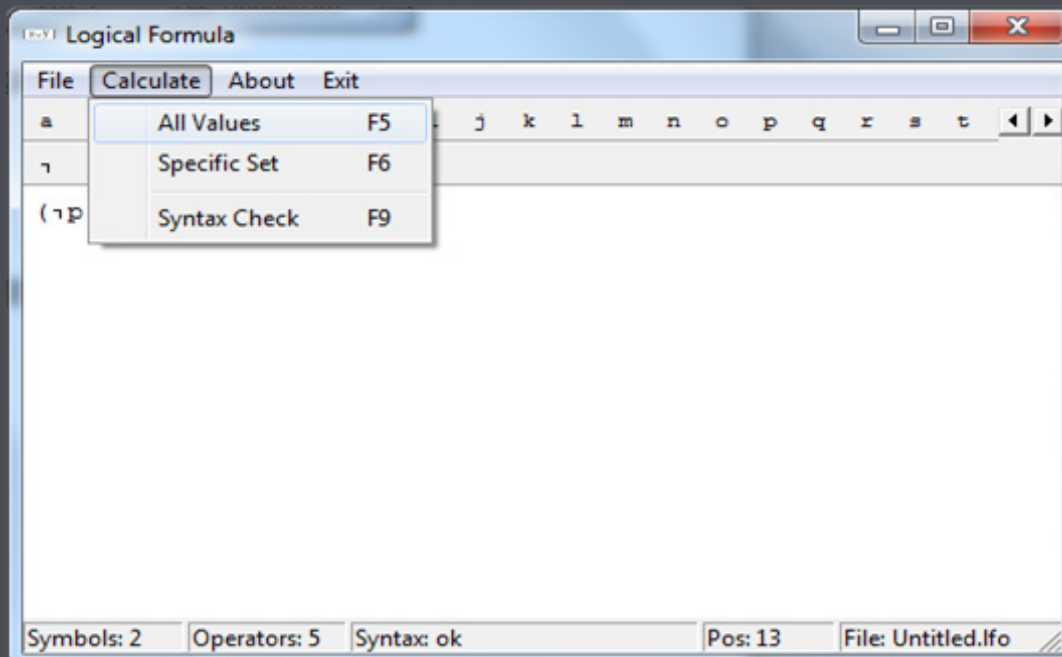 Logical Formula
File Calculate About Exit
a j k l m n o p q r s t
All Values F5
¬
Specific Set F6
(¬p
Syntax Check F9
Symbols: 2 Operators: 5 Syntax: ok Pos: 13 File: Untitled.lfo